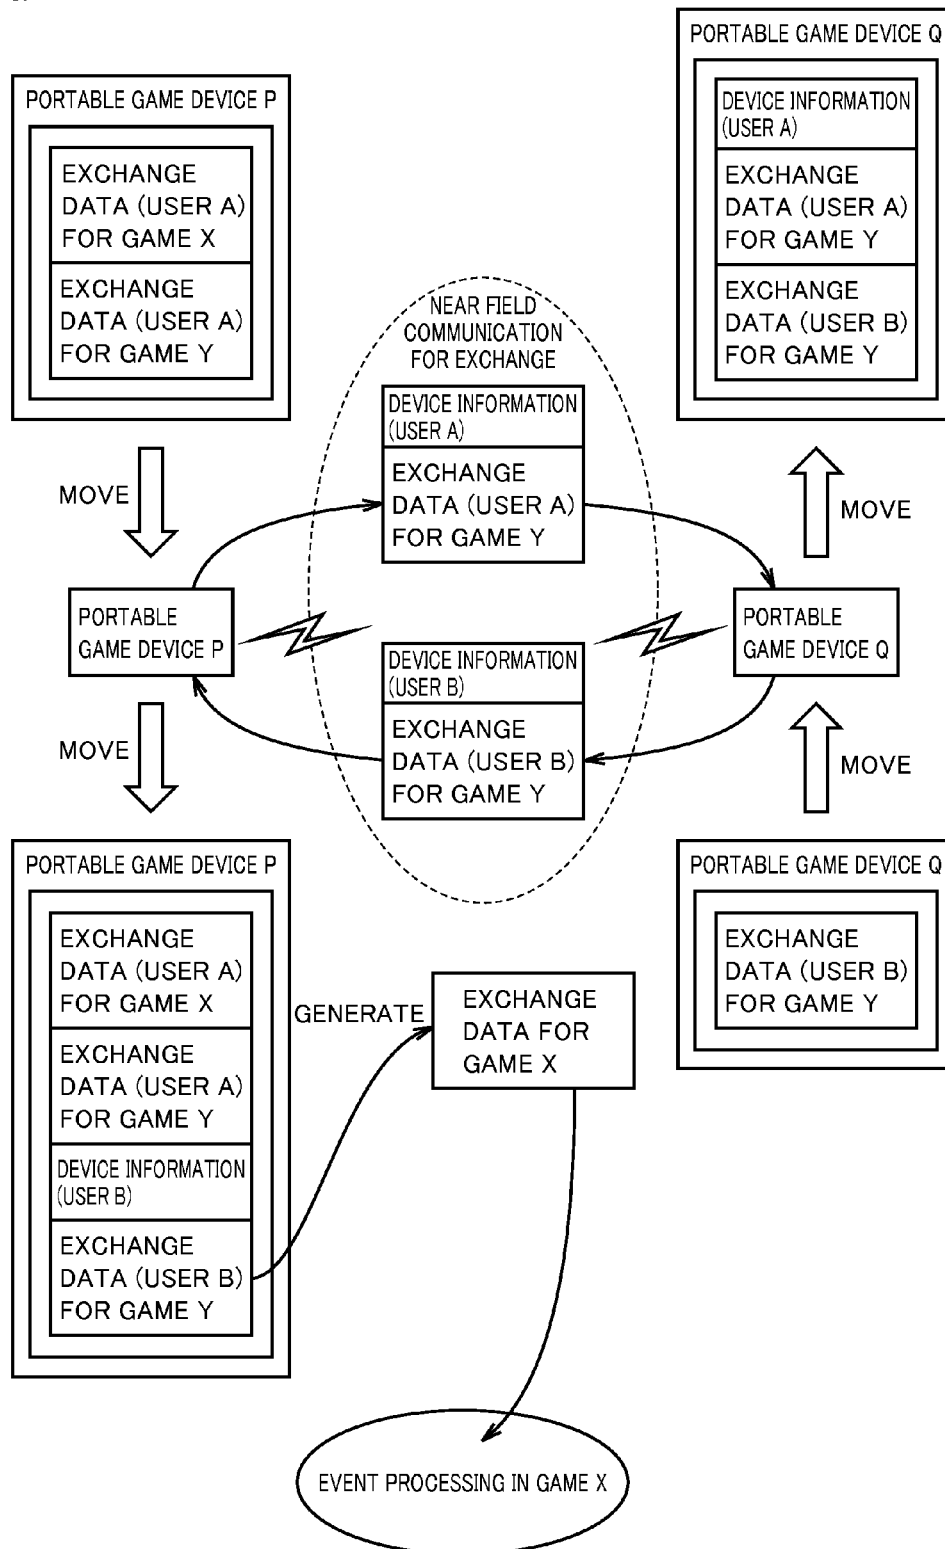 PORTABLE GAME DEVICE P
EXCHANGE
DATA (USER A)
FOR GAME X
EXCHANGE
DATA (USER A)
FOR GAME Y
PORTABLE GAME DEVICE Q
DEVICE INFORMATION
(USER A)
EXCHANGE
DATA (USER A)
FOR GAME Y
EXCHANGE
DATA (USER B)
FOR GAME Y
NEAR FIELD
COMMUNICATION
FOR EXCHANGE
DEVICE INFORMATION
(USER A)
EXCHANGE
DATA (USER A)
FOR GAME Y
MOVE
MOVE
PORTABLE
GAME DEVICE P
PORTABLE
GAME DEVICE Q
DEVICE INFORMATION
(USER B)
EXCHANGE
DATA (USER B)
FOR GAME Y
MOVE
MOVE
PORTABLE GAME DEVICE P
EXCHANGE
DATA (USER A)
FOR GAME X
EXCHANGE
DATA (USER A)
FOR GAME Y
DEVICE INFORMATION
(USER B)
EXCHANGE
DATA (USER B)
FOR GAME Y
PORTABLE GAME DEVICE Q
EXCHANGE
DATA (USER B)
FOR GAME Y
GENERATE
EXCHANGE
DATA FOR
GAME X
EVENT PROCESSING IN GAME X